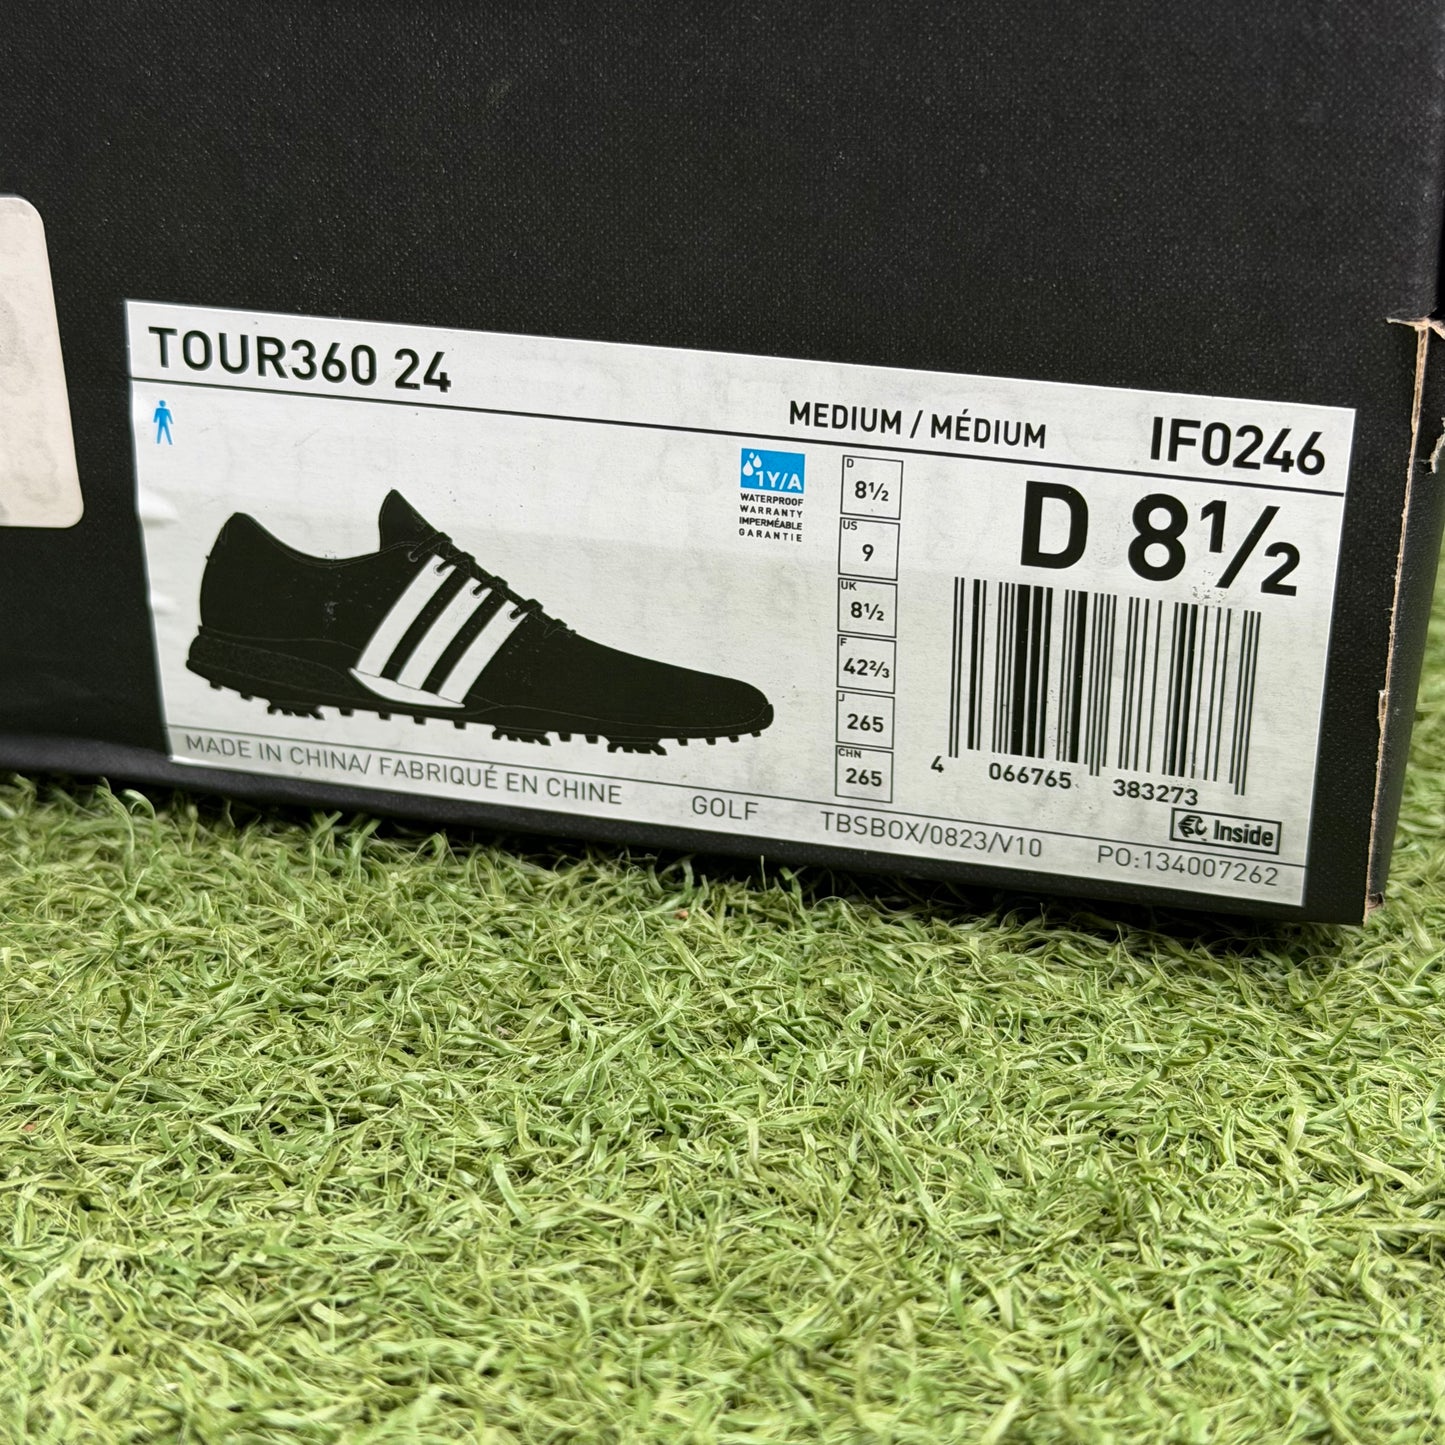 TOUR360 24
MEDIUM / MÉDIUM
IF0246
1Y/A
WATERPROOF
WARRANTY
IMPERMÉABLE
GARANTIE
D
8½
US
9
UK
8½
F
42⅔
J
265
CHN
265
D 8½
4 066765 383273
Inside
MADE IN CHINA/ FABRIQUÉ EN CHINE
GOLF
TBSBOX/0823/V10
PO:134007262